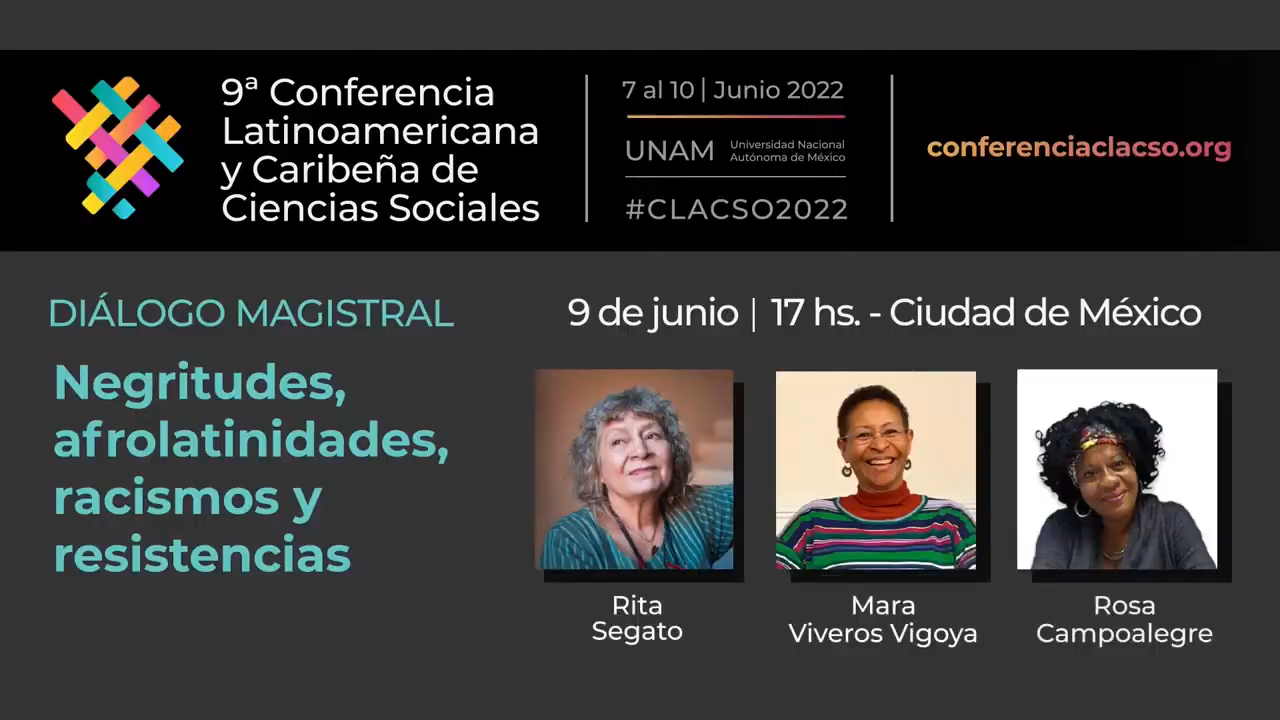 9ª Conferencia
Latinoamericana
y Caribeña de
Ciencias Sociales
7 al 10 | Junio 2022
UNAM
Universidad Nacional
Autónoma de México
#CLACSO2022
conferenciaclacso.org
DIÁLOGO MAGISTRAL
Negritudes,
afrolatinidades,
racismos y
resistencias
9 de junio | 17 hs. - Ciudad de México
Rita
Segato
Mara
Viveros Vigoya
Rosa
Campoalegre